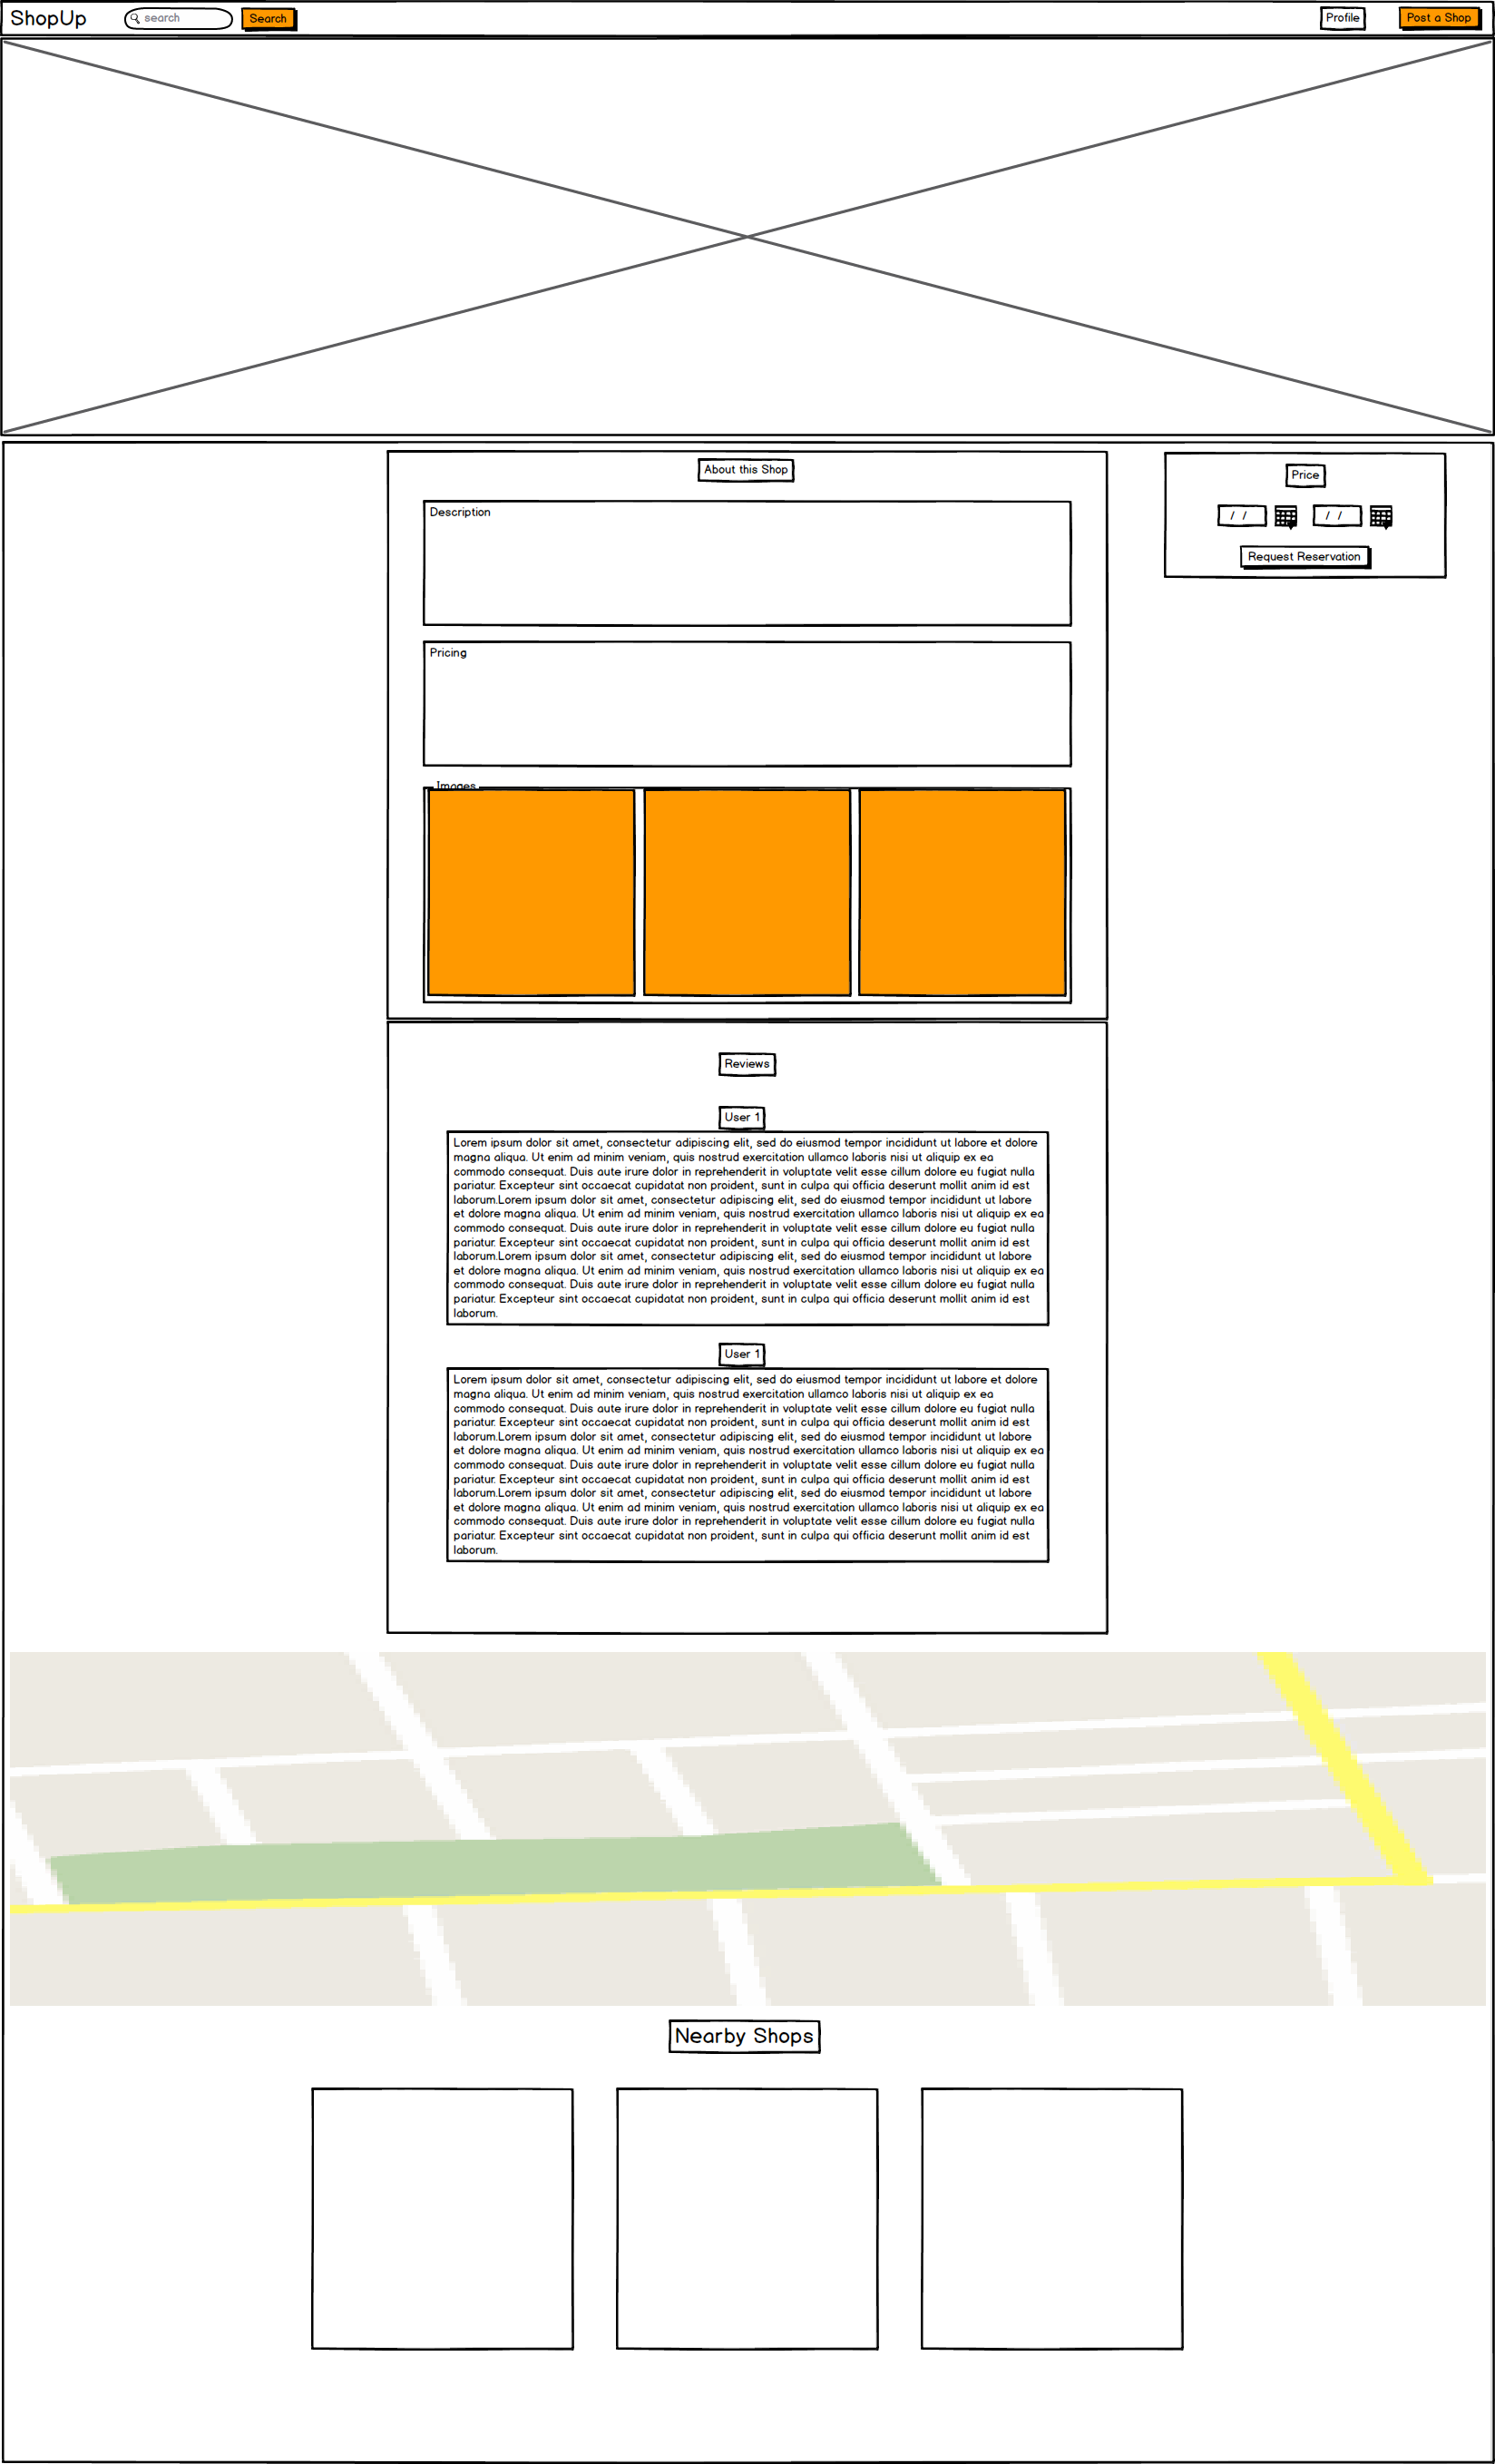 ShopUp search Search Profile Post a Shop
About this Shop
Price
Description
/ / / /
Request Reservation
Pricing
Images
Reviews
User 1
Lorem ipsum dolor sit amet, consectetur adipiscing elit, sed do eiusmod tempor incididunt ut labore et dolore
magna aliqua. Ut enim ad minim veniam, quis nostrud exercitation ullamco laboris nisi ut aliquip ex ea
commodo consequat. Duis aute irure dolor in reprehenderit in voluptate velit esse cillum dolore eu fugiat nulla
pariatur. Excepteur sint occaecat cupidatat non proident, sunt in culpa qui officia deserunt mollit anim id est
laborum.Lorem ipsum dolor sit amet, consectetur adipiscing elit, sed do eiusmod tempor incididunt ut labore
et dolore magna aliqua. Ut enim ad minim veniam, quis nostrud exercitation ullamco laboris nisi ut aliquip ex ea
commodo consequat. Duis aute irure dolor in reprehenderit in voluptate velit esse cillum dolore eu fugiat nulla
pariatur. Excepteur sint occaecat cupidatat non proident, sunt in culpa qui officia deserunt mollit anim id est
laborum.Lorem ipsum dolor sit amet, consectetur adipiscing elit, sed do eiusmod tempor incididunt ut labore
et dolore magna aliqua. Ut enim ad minim veniam, quis nostrud exercitation ullamco laboris nisi ut aliquip ex ea
commodo consequat. Duis aute irure dolor in reprehenderit in voluptate velit esse cillum dolore eu fugiat nulla
pariatur. Excepteur sint occaecat cupidatat non proident, sunt in culpa qui officia deserunt mollit anim id est
laborum.
User 1
Lorem ipsum dolor sit amet, consectetur adipiscing elit, sed do eiusmod tempor incididunt ut labore et dolore
magna aliqua. Ut enim ad minim veniam, quis nostrud exercitation ullamco laboris nisi ut aliquip ex ea
commodo consequat. Duis aute irure dolor in reprehenderit in voluptate velit esse cillum dolore eu fugiat nulla
pariatur. Excepteur sint occaecat cupidatat non proident, sunt in culpa qui officia deserunt mollit anim id est
laborum.Lorem ipsum dolor sit amet, consectetur adipiscing elit, sed do eiusmod tempor incididunt ut labore
et dolore magna aliqua. Ut enim ad minim veniam, quis nostrud exercitation ullamco laboris nisi ut aliquip ex ea
commodo consequat. Duis aute irure dolor in reprehenderit in voluptate velit esse cillum dolore eu fugiat nulla
pariatur. Excepteur sint occaecat cupidatat non proident, sunt in culpa qui officia deserunt mollit anim id est
laborum.Lorem ipsum dolor sit amet, consectetur adipiscing elit, sed do eiusmod tempor incididunt ut labore
et dolore magna aliqua. Ut enim ad minim veniam, quis nostrud exercitation ullamco laboris nisi ut aliquip ex ea
commodo consequat. Duis aute irure dolor in reprehenderit in voluptate velit esse cillum dolore eu fugiat nulla
pariatur. Excepteur sint occaecat cupidatat non proident, sunt in culpa qui officia deserunt mollit anim id est
laborum.
Nearby Shops